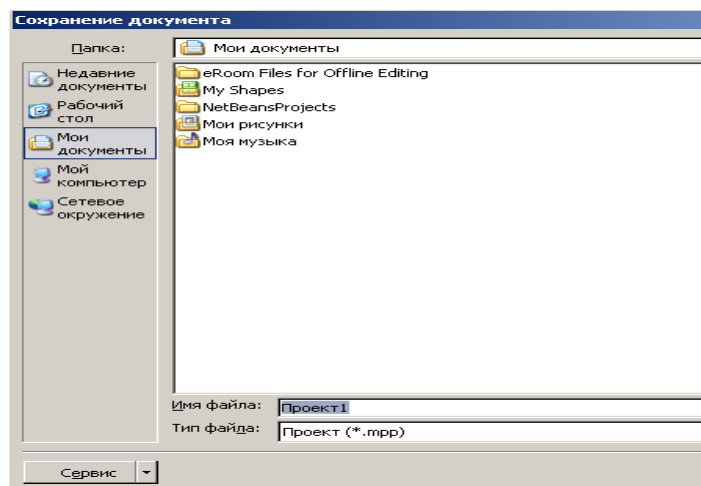 Сохранение документа
Папка:
Мои документы
Недавние
документы
Рабочий
стол
Мои
документы
Мой
компьютер
Сетевое
окружение
eRoom Files for Offline Editing
My Shapes
NetBeansProjects
Мои рисунки
Моя музыка
Имя файла:
Проект1
Тип файла:
Проект (*.mpp)
Сервис